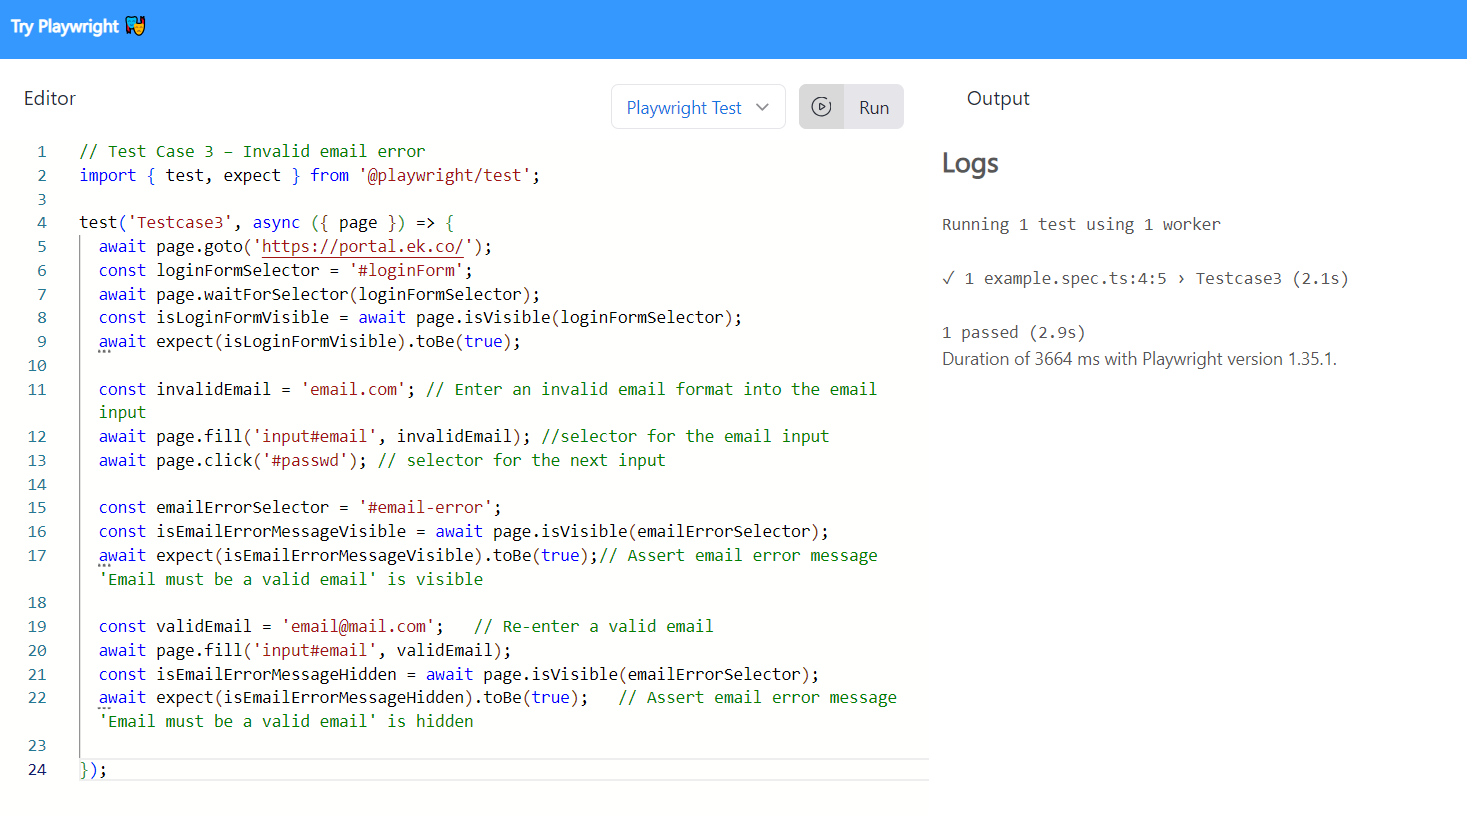 Try Playwright
Editor
Playwright Test
Run
Output
1 // Test Case 3 – Invalid email error
2 import { test, expect } from '@playwright/test';
3
4 test('Testcase3', async ({ page }) => {
5 await page.goto('https://portal.ek.co/');
6 const loginFormSelector = '#loginForm';
7 await page.waitForSelector(loginFormSelector);
8 const isLoginFormVisible = await page.isVisible(loginFormSelector);
9 await expect(isLoginFormVisible).toBe(true);
10
11 const invalidEmail = 'email.com'; // Enter an invalid email format into the email
input
12 await page.fill('input#email', invalidEmail); //selector for the email input
13 await page.click('#passwd'); // selector for the next input
14
15 const emailErrorSelector = '#email-error';
16 const isEmailErrorMessageVisible = await page.isVisible(emailErrorSelector);
17 await expect(isEmailErrorMessageVisible).toBe(true);// Assert email error message
'Email must be a valid email' is visible
18
19 const validEmail = 'email@mail.com'; // Re-enter a valid email
20 await page.fill('input#email', validEmail);
21 const isEmailErrorMessageHidden = await page.isVisible(emailErrorSelector);
22 await expect(isEmailErrorMessageHidden).toBe(true); // Assert email error message
'Email must be a valid email' is hidden
23
24 });
Logs
Running 1 test using 1 worker
✓ 1 example.spec.ts:4:5 › Testcase3 (2.1s)
1 passed (2.9s)
Duration of 3664 ms with Playwright version 1.35.1.